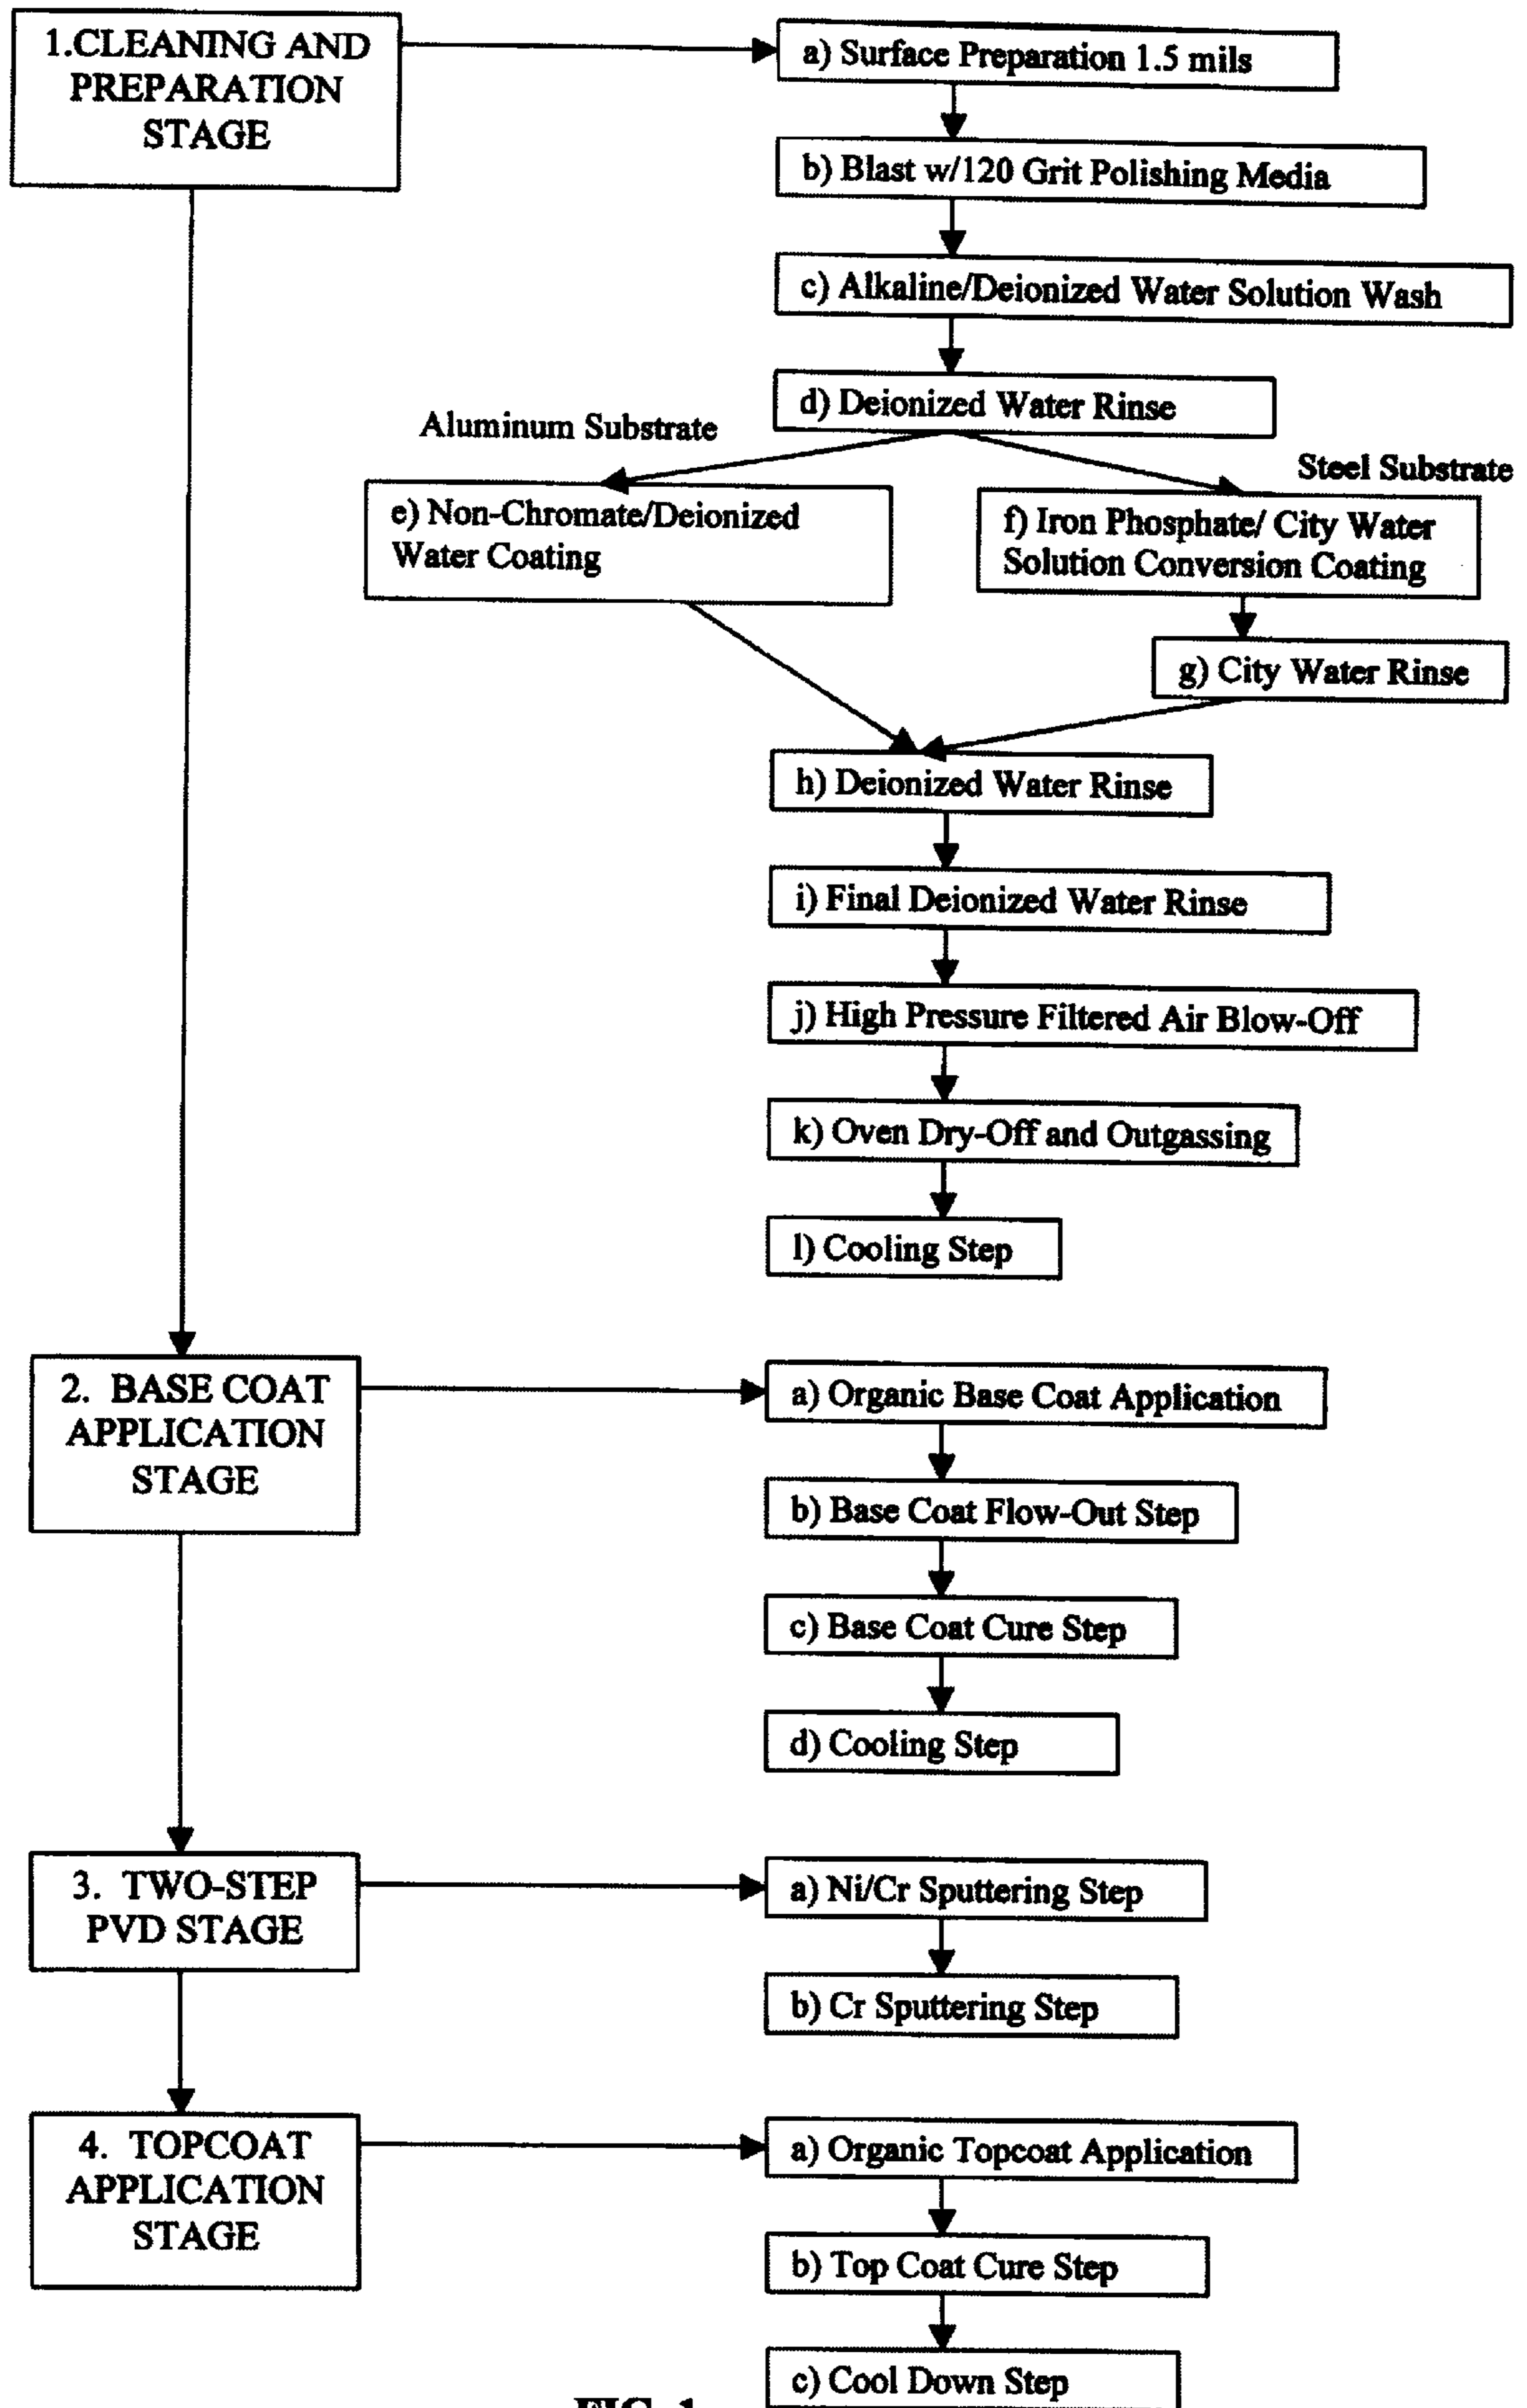 1.CLEANING AND
PREPARATION
STAGE
a) Surface Preparation 1.5 mils
b) Blast w/120 Grit Polishing Media
c) Alkaline/Deionized Water Solution Wash
d) Deionized Water Rinse
Aluminum Substrate
Steel Substrate
e) Non-Chromate/Deionized
Water Coating
f) Iron Phosphate/ City Water
Solution Conversion Coating
g) City Water Rinse
h) Deionized Water Rinse
i) Final Deionized Water Rinse
j) High Pressure Filtered Air Blow-Off
k) Oven Dry-Off and Outgassing
l) Cooling Step
2. BASE COAT
APPLICATION
STAGE
a) Organic Base Coat Application
b) Base Coat Flow-Out Step
c) Base Coat Cure Step
d) Cooling Step
3. TWO-STEP
PVD STAGE
a) Ni/Cr Sputtering Step
b) Cr Sputtering Step
4. TOPCOAT
APPLICATION
STAGE
a) Organic Topcoat Application
b) Top Coat Cure Step
c) Cool Down Step
FIG. 1